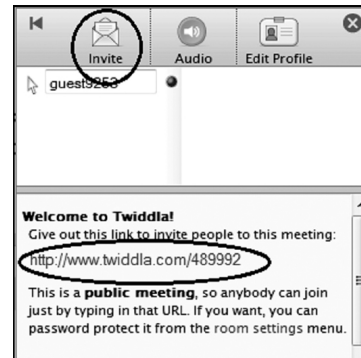 Invite Audio Edit Profile
guest9253
Welcome to Twiddla!
Give out this link to invite people to this meeting:
http://www.twiddla.com/489992
This is a public meeting, so anybody can join
just by typing in that URL. If you want, you can
password protect it from the room settings menu.